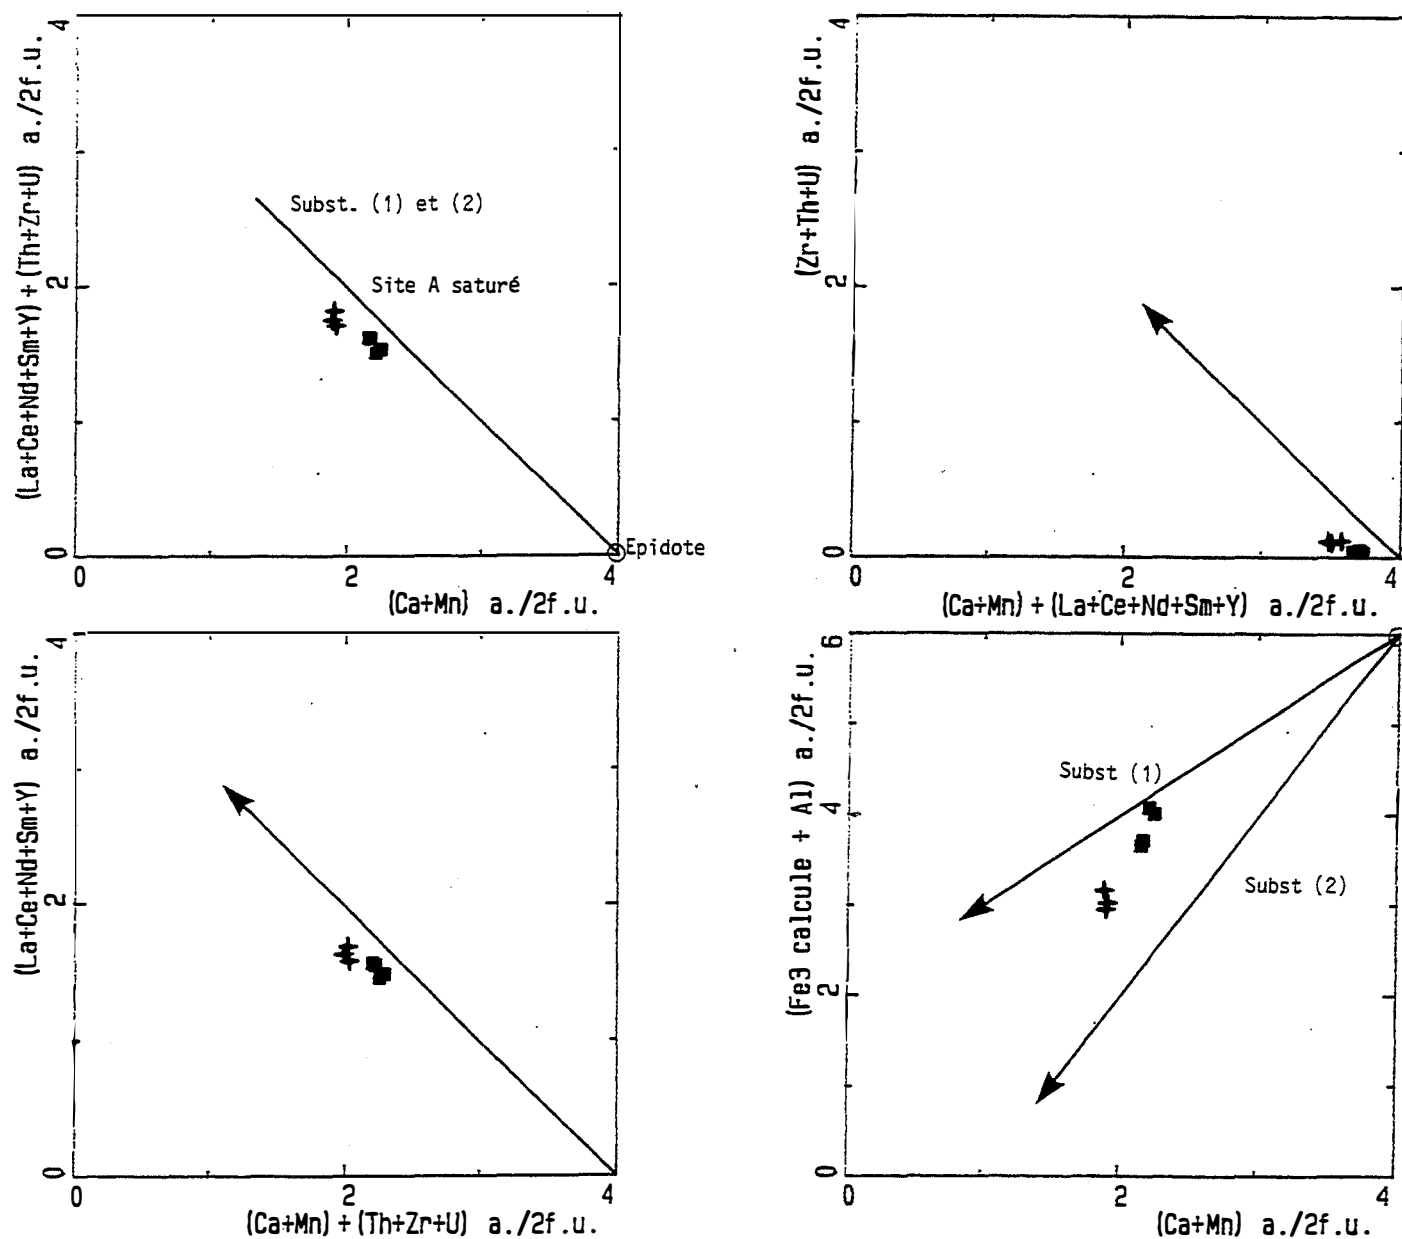 4
(La+Ce+Nd+Sm+Y) + (Th+Zr+U) a./2f.u.
Subst. (1) et (2)
2
Site A saturé
0
Epidote
0 2 4
(Ca+Mn) a./2f.u.
4
(Zr+Th+U) a./2f.u.
2
0
0 2 4
(Ca+Mn) + (La+Ce+Nd+Sm+Y) a./2f.u.
4
(La+Ce+Nd+Sm+Y) a./2f.u.
2
0
0 2 4
(Ca+Mn) + (Th+Zr+U) a./2f.u.
6
(Fe3 calcule + Al) a./2f.u.
Subst (1)
4
Subst (2)
2
0
0 2 4
(Ca+Mn) a./2f.u.